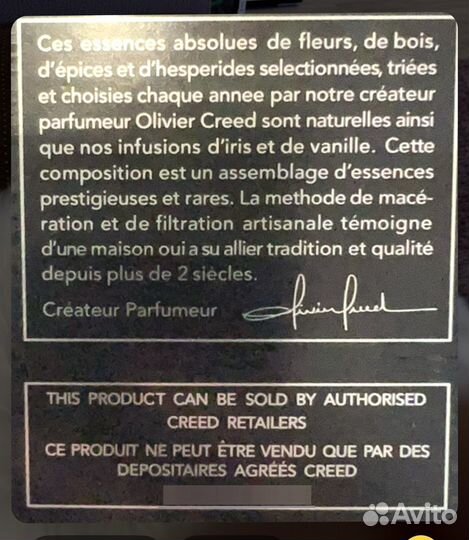 Ces essences absolues de fleurs, de bois,
d'épices et d'hesperides selectionnées, triées
et choisies chaque annee par notre créateur
parfumeur Olivier Creed sont naturelles ainsi
que nos infusions d'iris et de vanille. Cette
composition est un assemblage d'essences
prestigieuses et rares. La methode de macé-
ration et de filtration artisanale témoigne
d'une maison oui a su allier tradition et qualité
depuis plus de 2 siècles.
Créateur Parfumeur Olivier Creed
THIS PRODUCT CAN BE SOLD BY AUTHORISED
CREED RETAILERS
CE PRODUIT NE PEUT ÊTRE VENDU QUE PAR DES
DEPOSITAIRES AGRÉÉS CREED
Avito